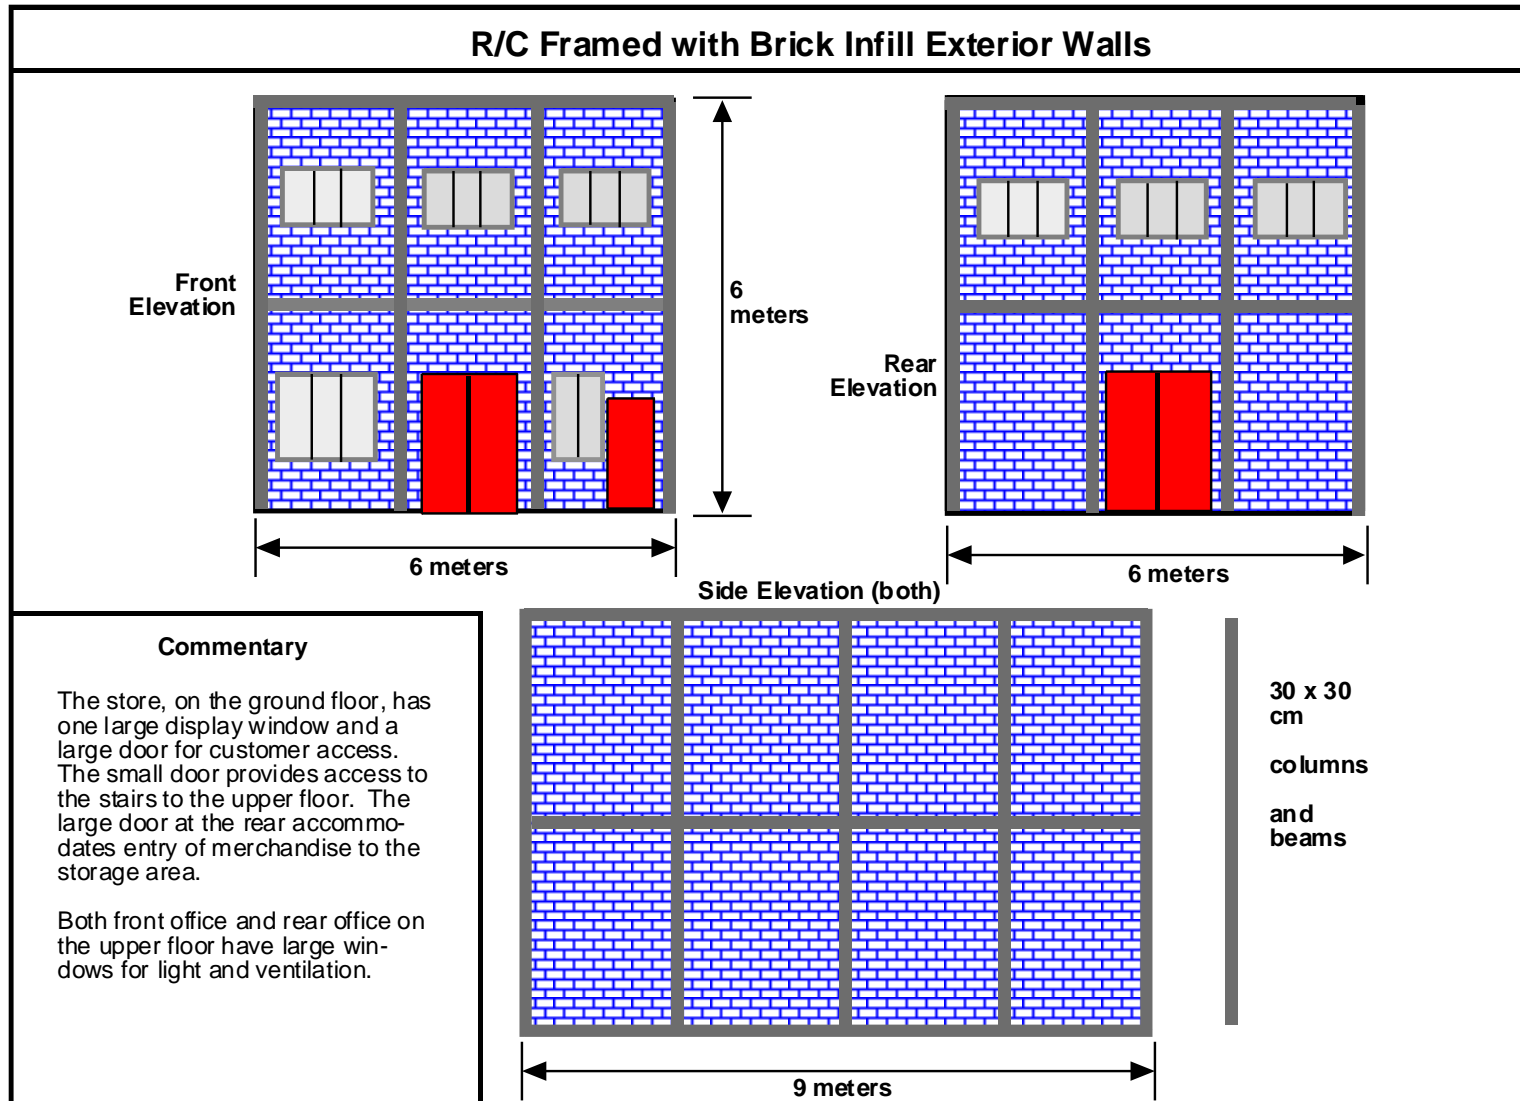 R/C Framed with Brick Infill Exterior Walls
Front
Elevation
6
meters
6 meters
Rear
Elevation
6 meters
Side Elevation (both)
9 meters
30 x 30
cm
columns
and
beams
Commentary
The store, on the ground floor, has
one large display window and a
large door for customer access.
The small door provides access to
the stairs to the upper floor.  The
large door at the rear accommo-
dates entry of merchandise to the
storage area.
Both front office and rear office on
the upper floor have large win-
dows for light and ventilation.